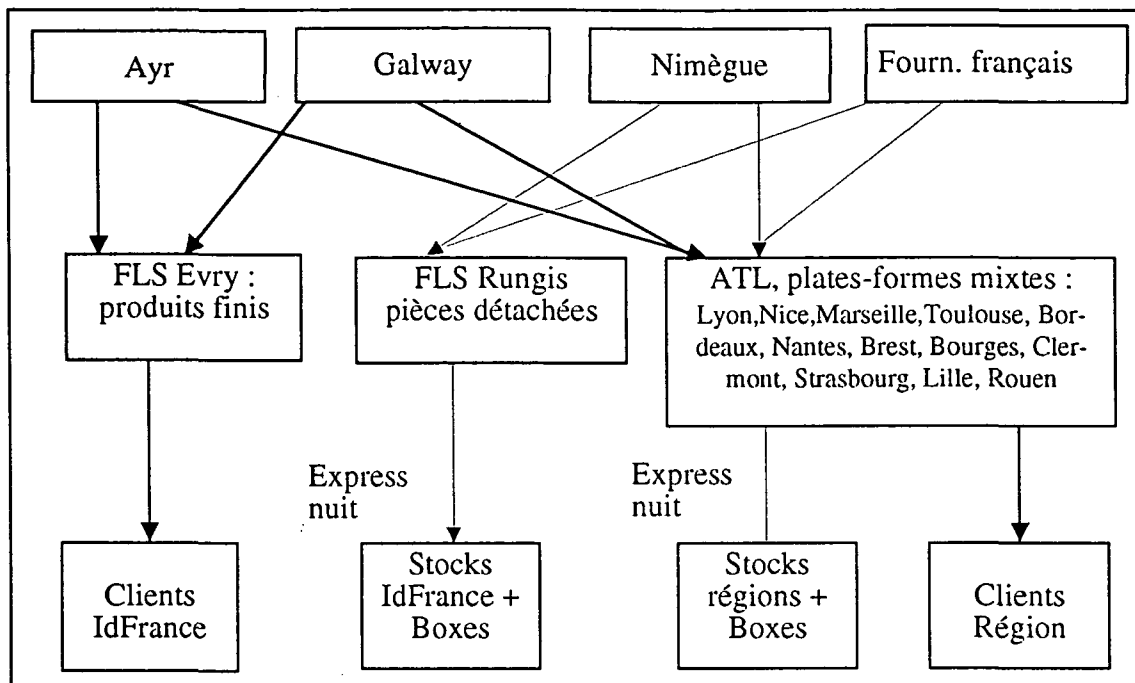 Ayr
Galway
Nimègue
Fourn. français
FLS Evry :
produits finis
FLS Rungis
pièces détachées
ATL, plates-formes mixtes :
Lyon,Nice,Marseille,Toulouse, Bor-
deaux, Nantes, Brest, Bourges, Cler-
mont, Strasbourg, Lille, Rouen
Express
nuit
Express
nuit
Clients
IdFrance
Stocks
IdFrance +
Boxes
Stocks
régions +
Boxes
Clients
Région